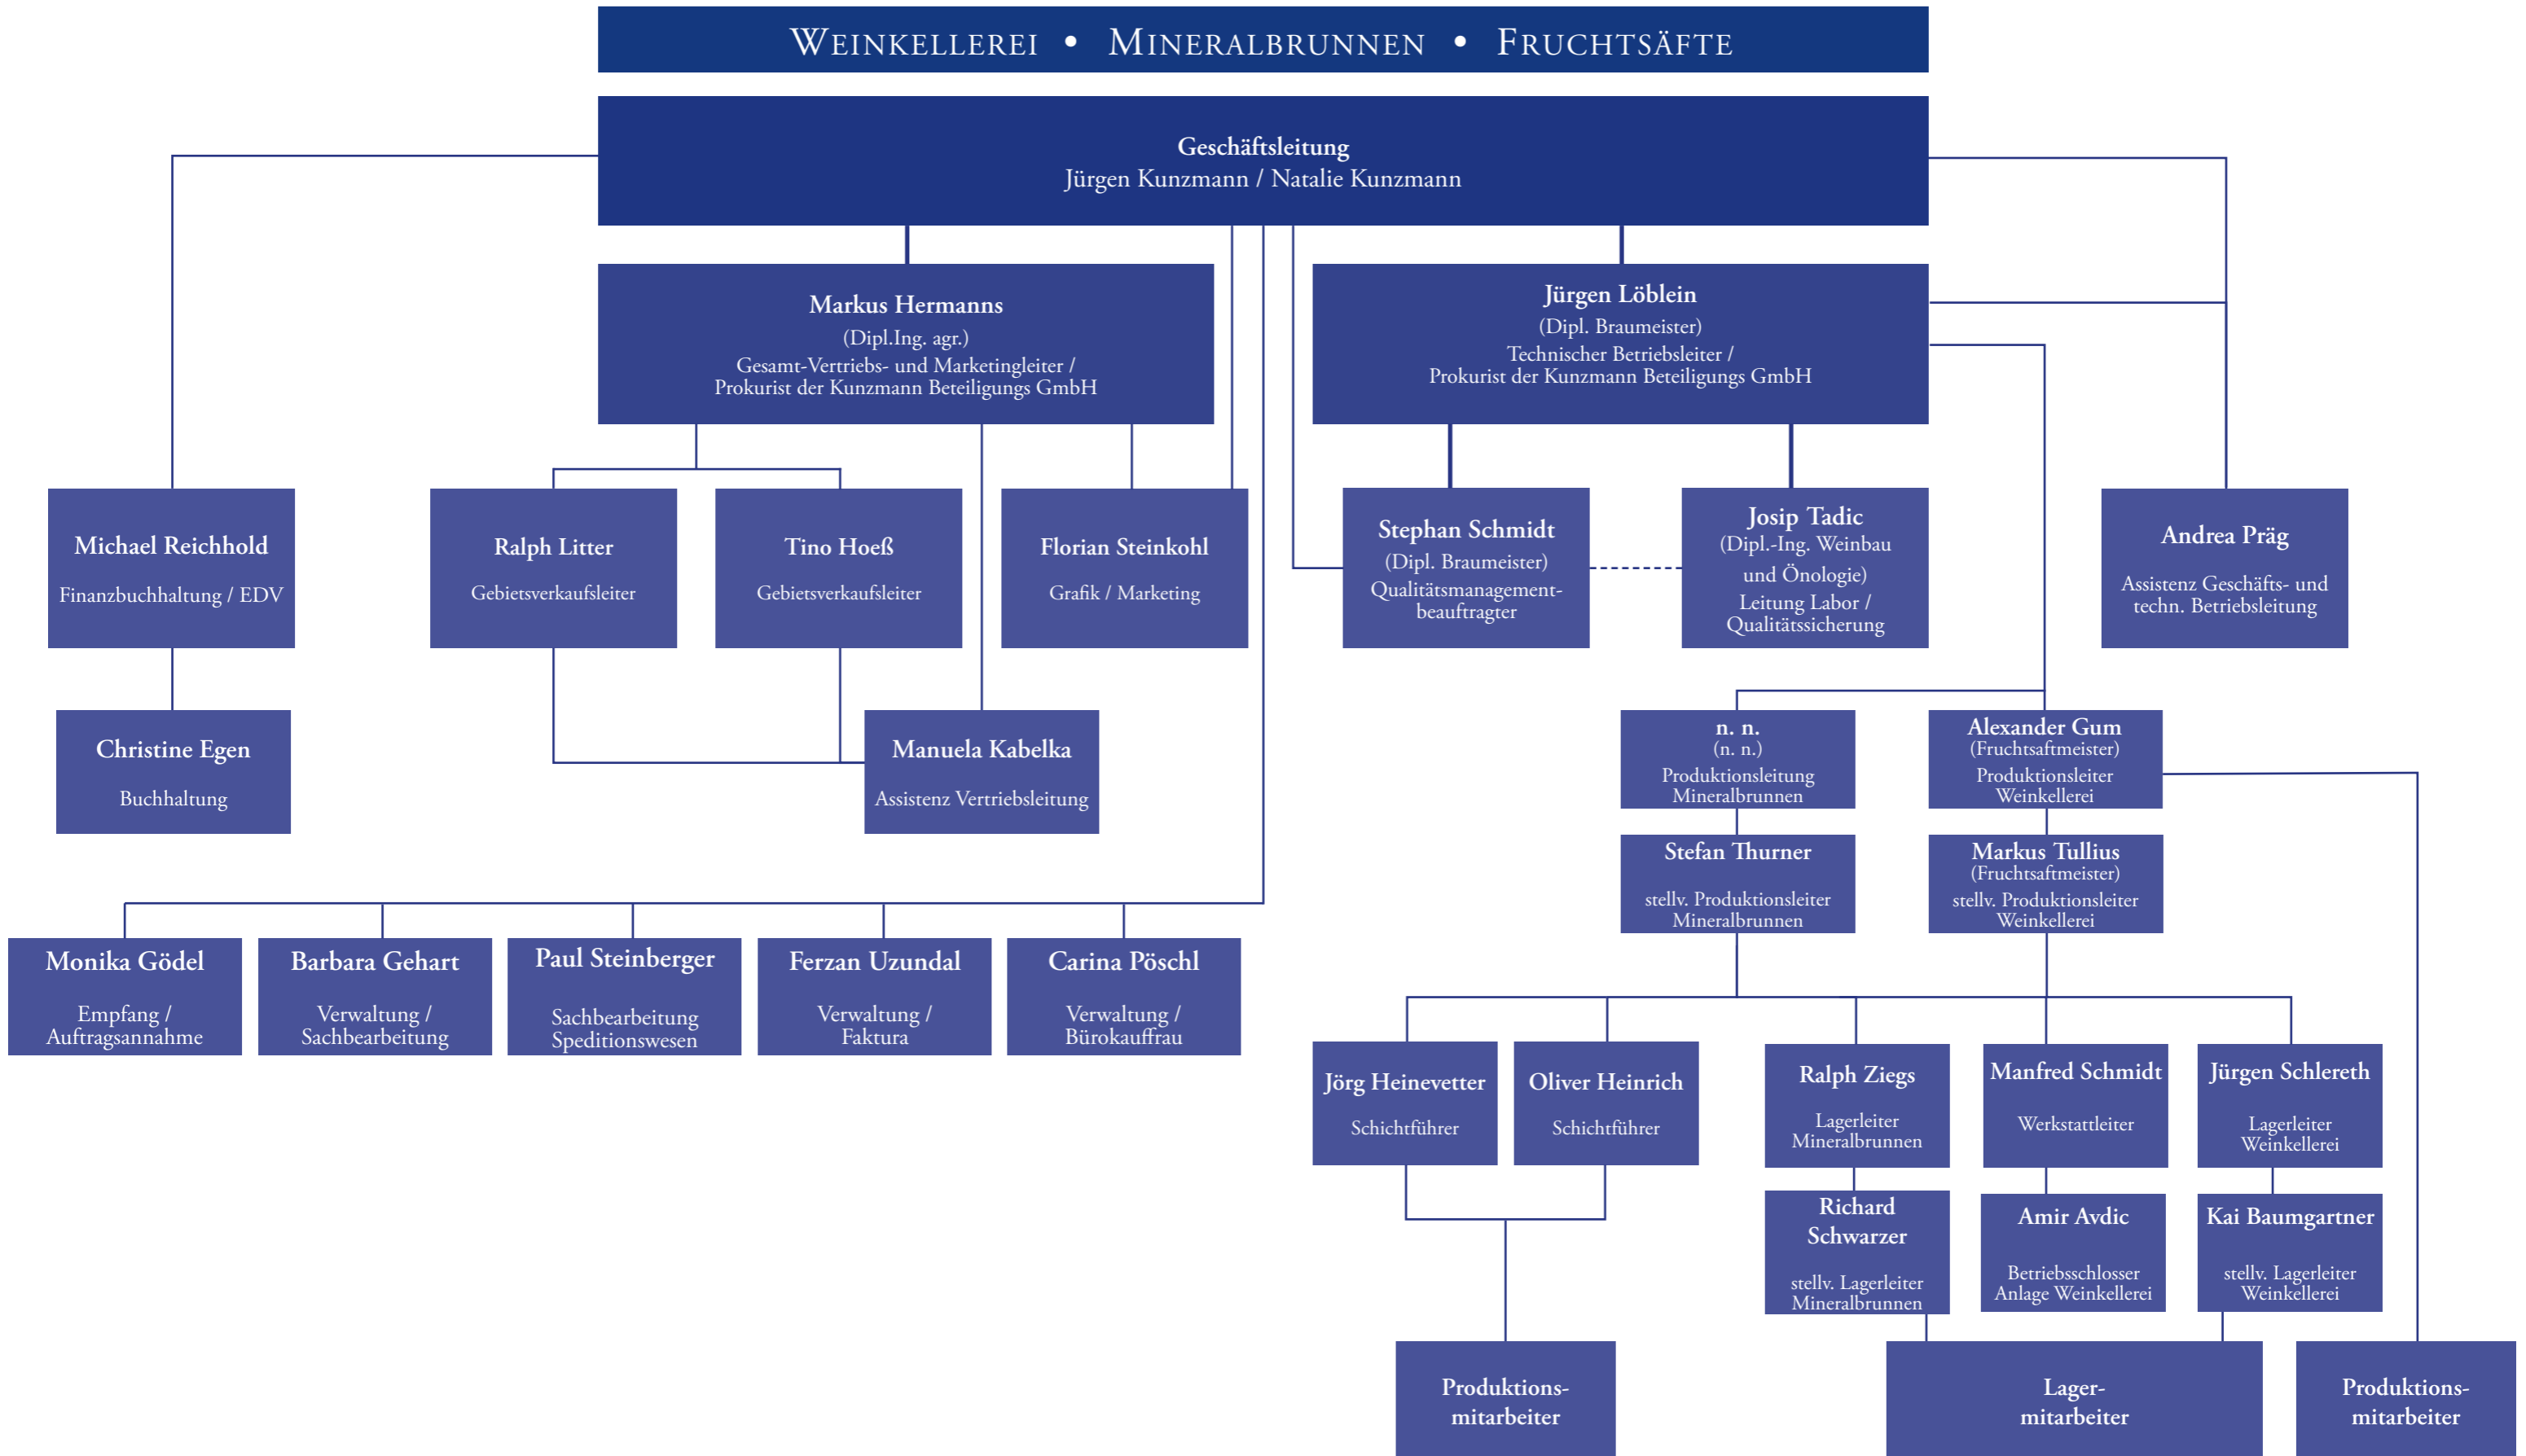 WEINKELLEREI • MINERALBRUNNEN • FRUCHTSÄFTE
Geschäftsleitung
Jürgen Kunzmann / Natalie Kunzmann
Markus Hermanns
(Dipl.Ing. agr.)
Gesamt-Vertriebs- und Marketingleiter /
Prokurist der Kunzmann Beteiligungs GmbH
Jürgen Löblein
(Dipl. Braumeister)
Technischer Betriebsleiter /
Prokurist der Kunzmann Beteiligungs GmbH
Michael Reichhold
Finanzbuchhaltung / EDV
Ralph Litter
Gebietsverkaufsleiter
Tino Hoeß
Gebietsverkaufsleiter
Florian Steinkohl
Grafik / Marketing
Stephan Schmidt
(Dipl. Braumeister)
Qualitätsmanagement-
beauftragter
Josip Tadic
(Dipl.-Ing. Weinbau
und Önologie)
Leitung Labor /
Qualitätssicherung
Andrea Präg
Assistenz Geschäfts- und
techn. Betriebsleitung
Christine Egen
Buchhaltung
Manuela Kabelka
Assistenz Vertriebsleitung
n. n.
(n. n.)
Produktionsleitung
Mineralbrunnen
Alexander Gum
(Fruchtsaftmeister)
Produktionsleiter
Weinkellerei
Stefan Thurner
stellv. Produktionsleiter
Mineralbrunnen
Markus Tullius
(Fruchtsaftmeister)
stellv. Produktionsleiter
Weinkellerei
Monika Gödel
Empfang /
Auftragsannahme
Barbara Gehart
Verwaltung /
Sachbearbeitung
Paul Steinberger
Sachbearbeitung
Speditionswesen
Ferzan Uzundal
Verwaltung /
Faktura
Carina Pöschl
Verwaltung /
Bürokauffrau
Jörg Heinevetter
Schichtführer
Oliver Heinrich
Schichtführer
Ralph Ziegs
Lagerleiter
Mineralbrunnen
Manfred Schmidt
Werkstattleiter
Jürgen Schlereth
Lagerleiter
Weinkellerei
Richard
Schwarzer
stellv. Lagerleiter
Mineralbrunnen
Amir Avdic
Betriebsschlosser
Anlage Weinkellerei
Kai Baumgartner
stellv. Lagerleiter
Weinkellerei
Produktions-
mitarbeiter
Lager-
mitarbeiter
Produktions-
mitarbeiter